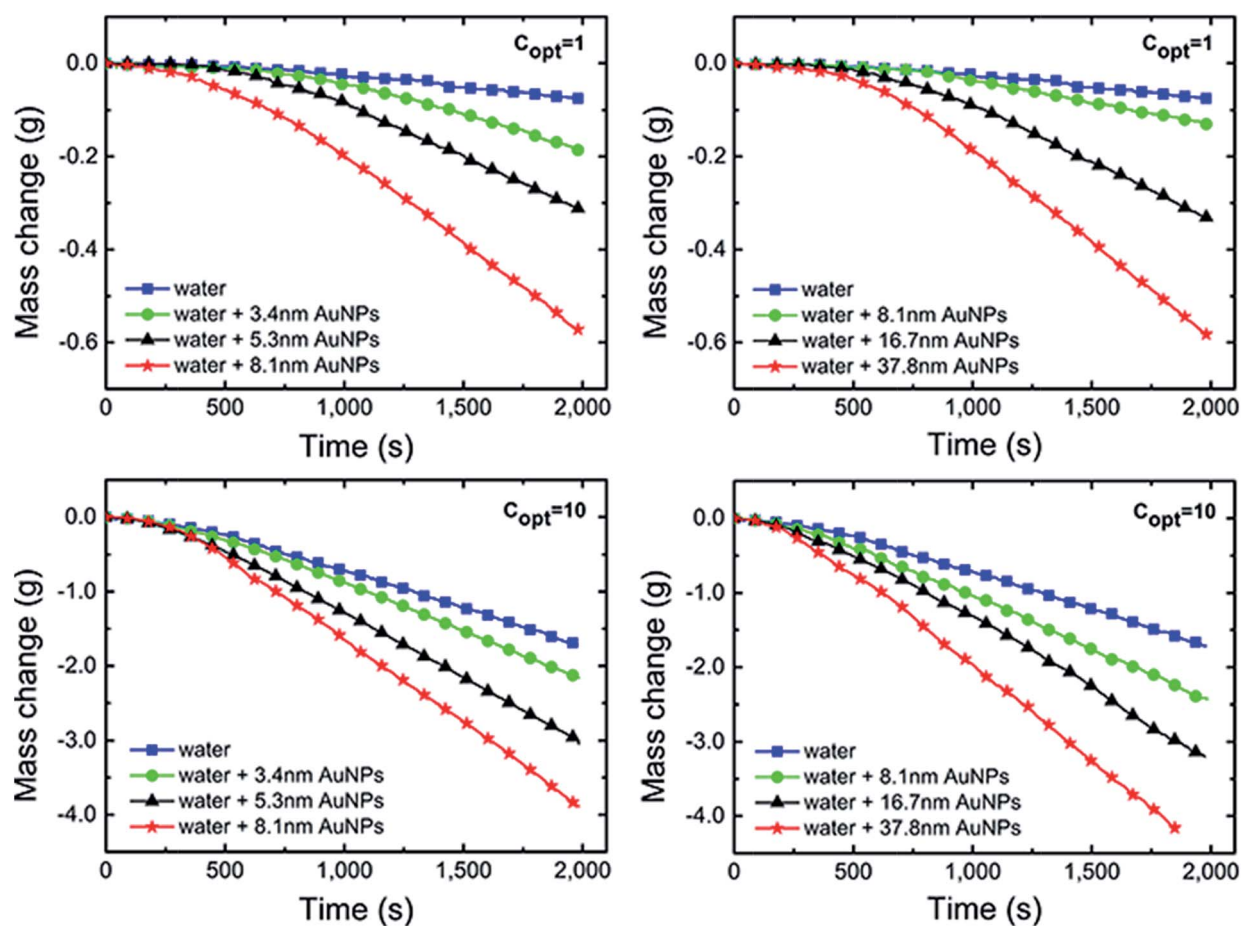 C_opt=1
0.0
-0.2
-0.4
-0.6
Mass change (g)
water
water + 3.4nm AuNPs
water + 5.3nm AuNPs
water + 8.1nm AuNPs
0 500 1,000 1,500 2,000
Time (s)
C_opt=1
0.0
-0.2
-0.4
-0.6
Mass change (g)
water
water + 8.1nm AuNPs
water + 16.7nm AuNPs
water + 37.8nm AuNPs
0 500 1,000 1,500 2,000
Time (s)
C_opt=10
0.0
-1.0
-2.0
-3.0
-4.0
Mass change (g)
water
water + 3.4nm AuNPs
water + 5.3nm AuNPs
water + 8.1nm AuNPs
0 500 1,000 1,500 2,000
Time (s)
C_opt=10
0.0
-1.0
-2.0
-3.0
-4.0
Mass change (g)
water
water + 8.1nm AuNPs
water + 16.7nm AuNPs
water + 37.8nm AuNPs
0 500 1,000 1,500 2,000
Time (s)